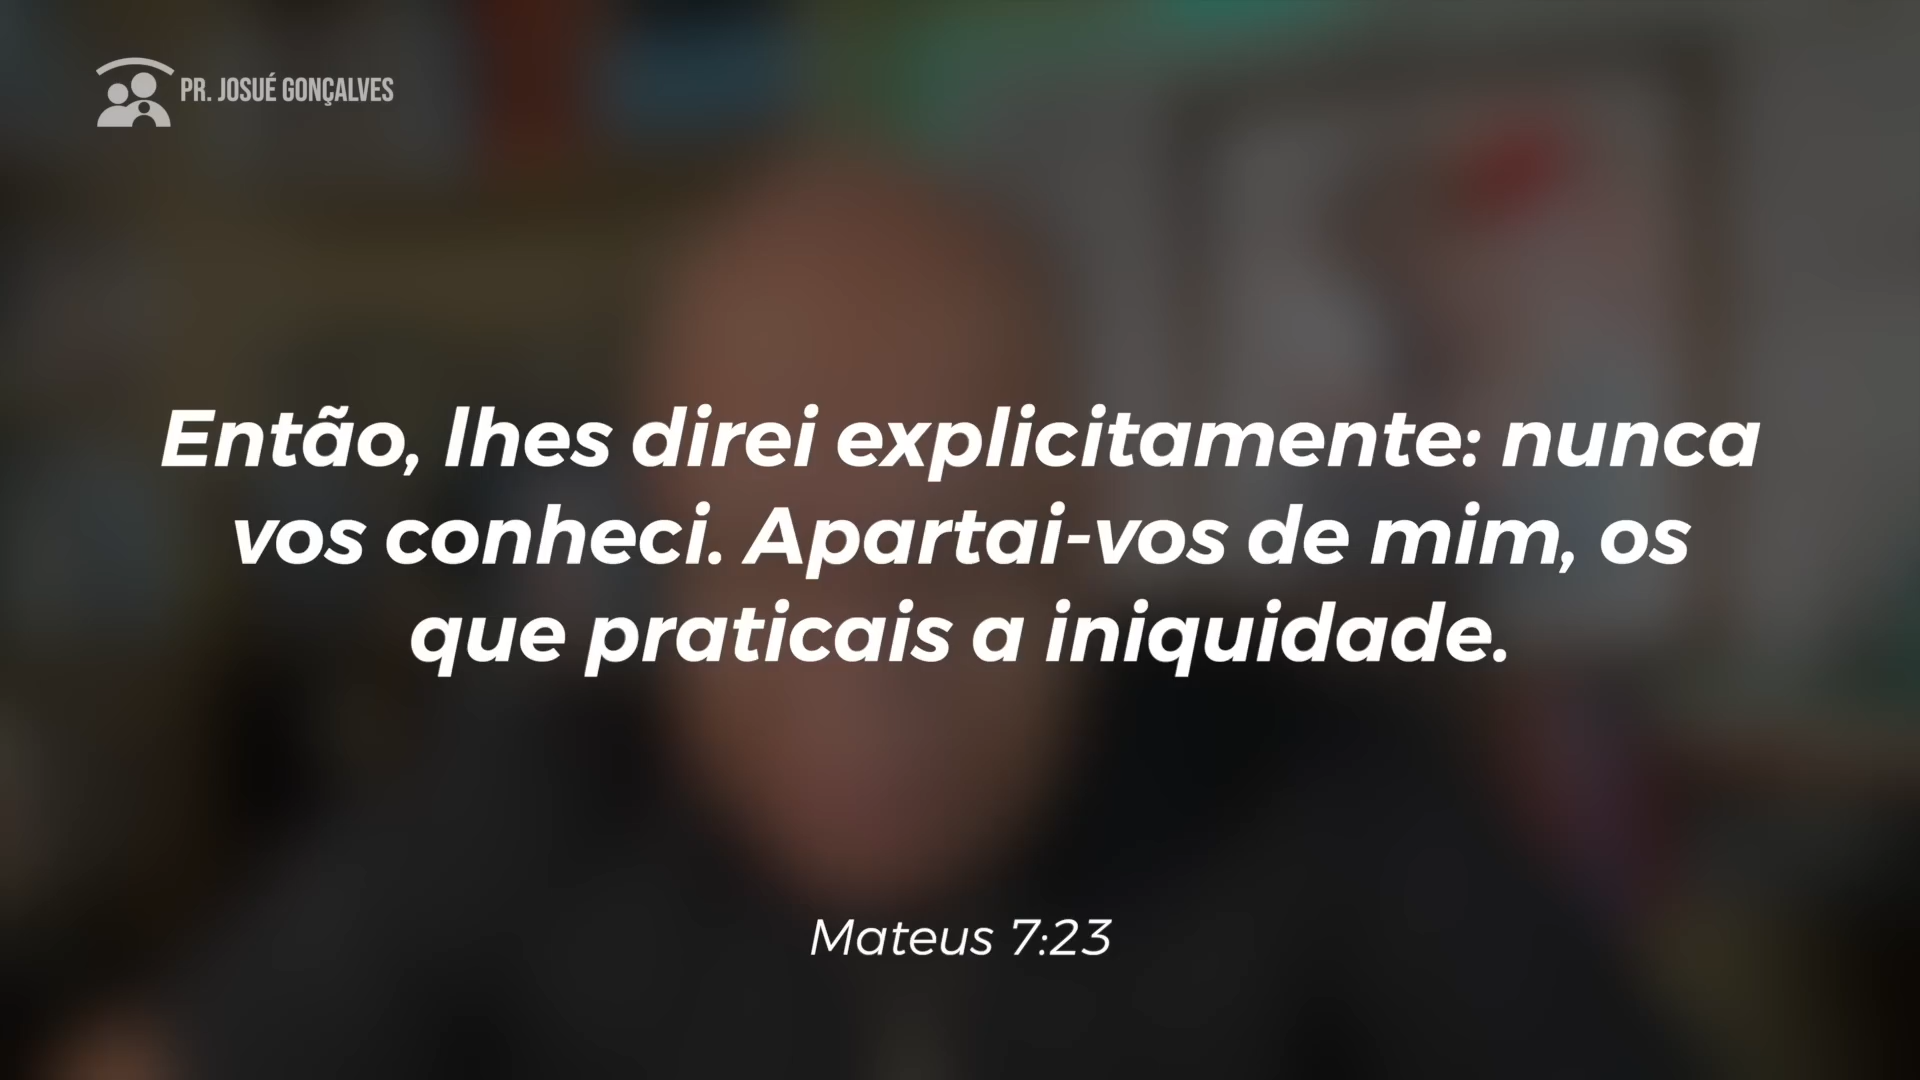 PR. JOSUÉ GONÇALVES
Então, lhes direi explicitamente: nunca
vos conheci. Apartai-vos de mim, os
que praticais a iniquidade.
Mateus 7:23